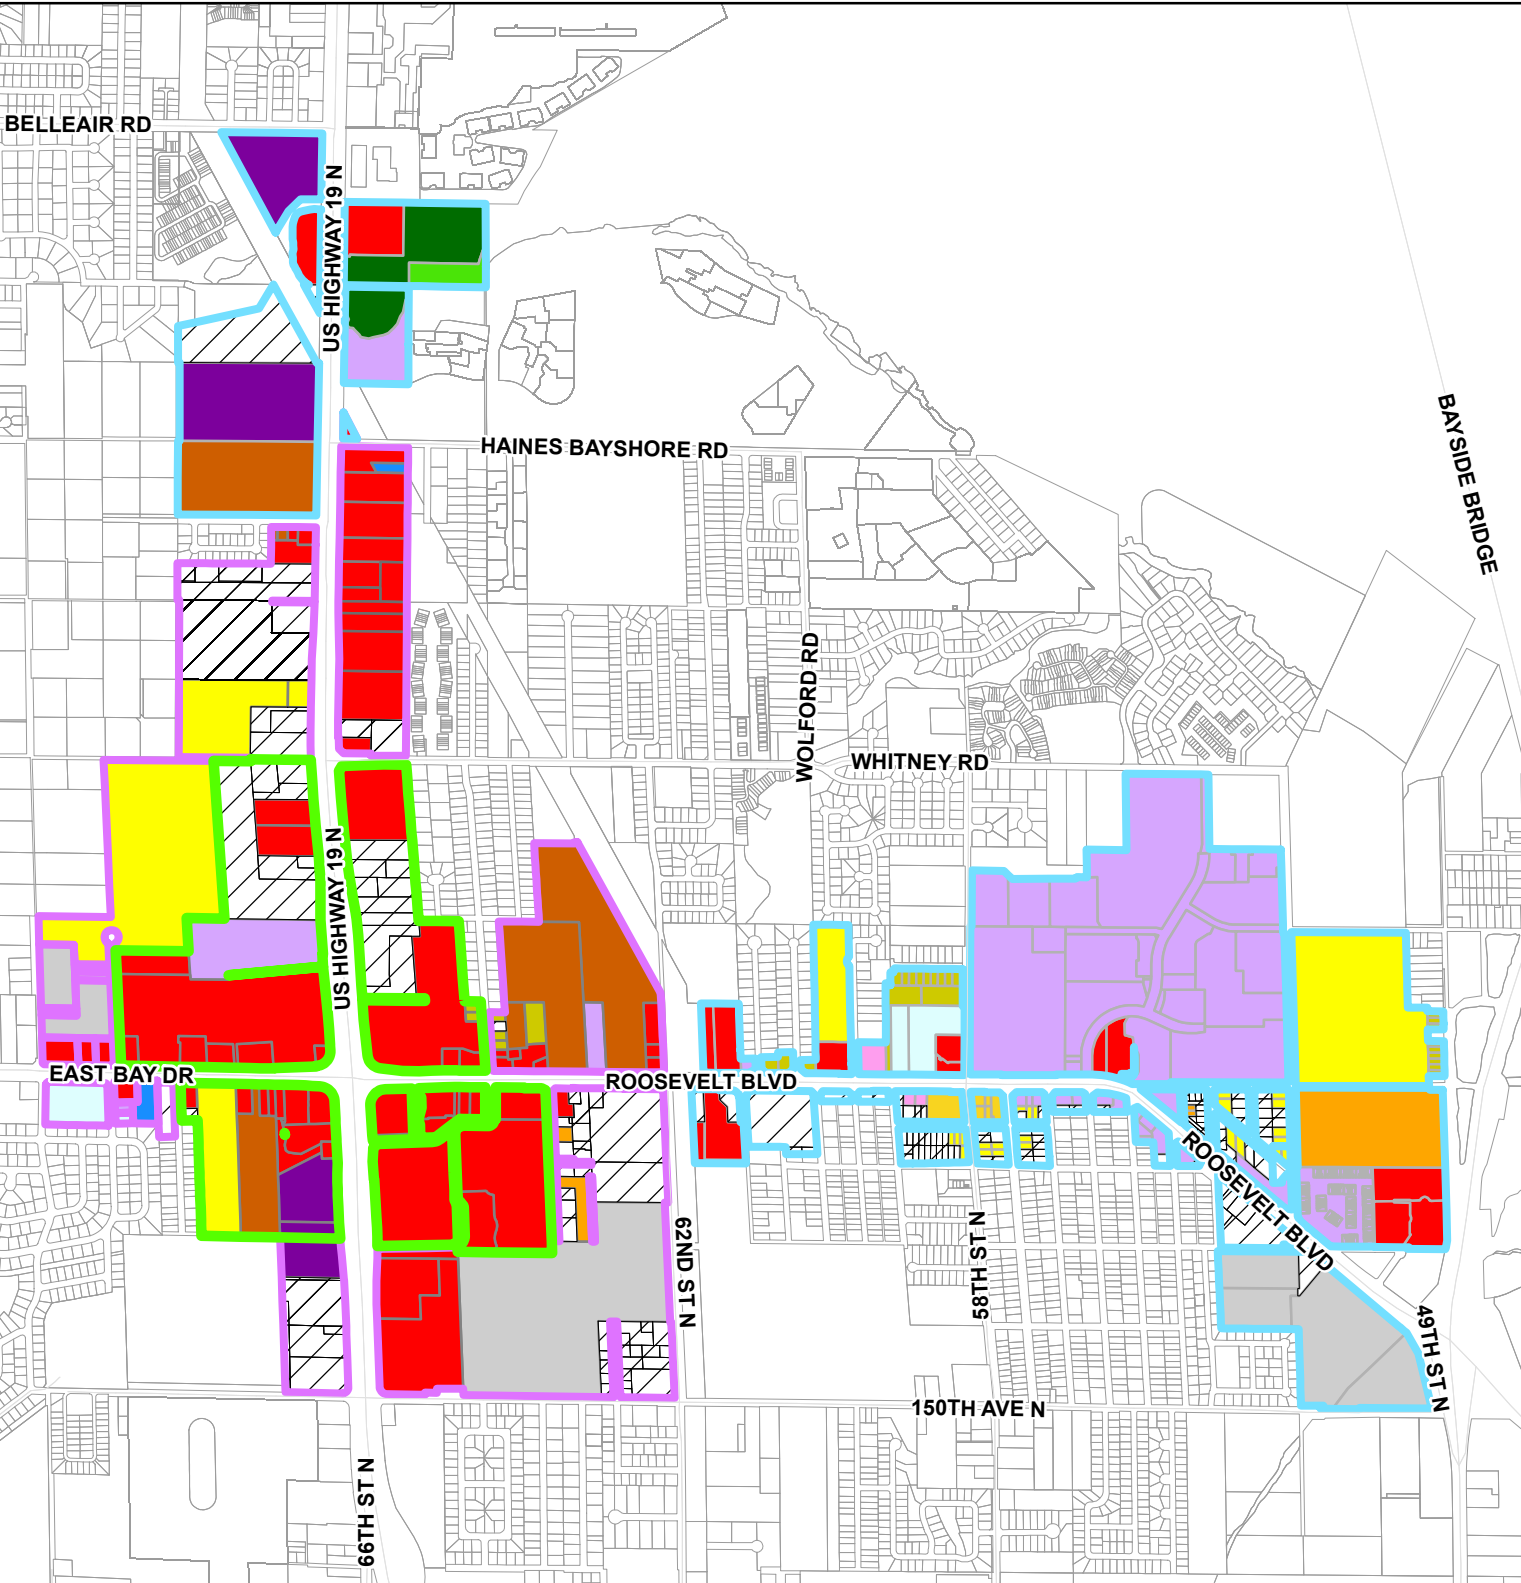 BELLEAIR RD
US HIGHWAY 19 N
HAINES BAYSHORE RD
BAYSIDE BRIDGE
WOLFORD RD
WHITNEY RD
US HIGHWAY 19 N
EAST BAY DR
ROOSEVELT BLVD
ROOSEVELT BLVD
62ND ST N
58TH ST N
49TH ST N
150TH AVE N
66TH ST N